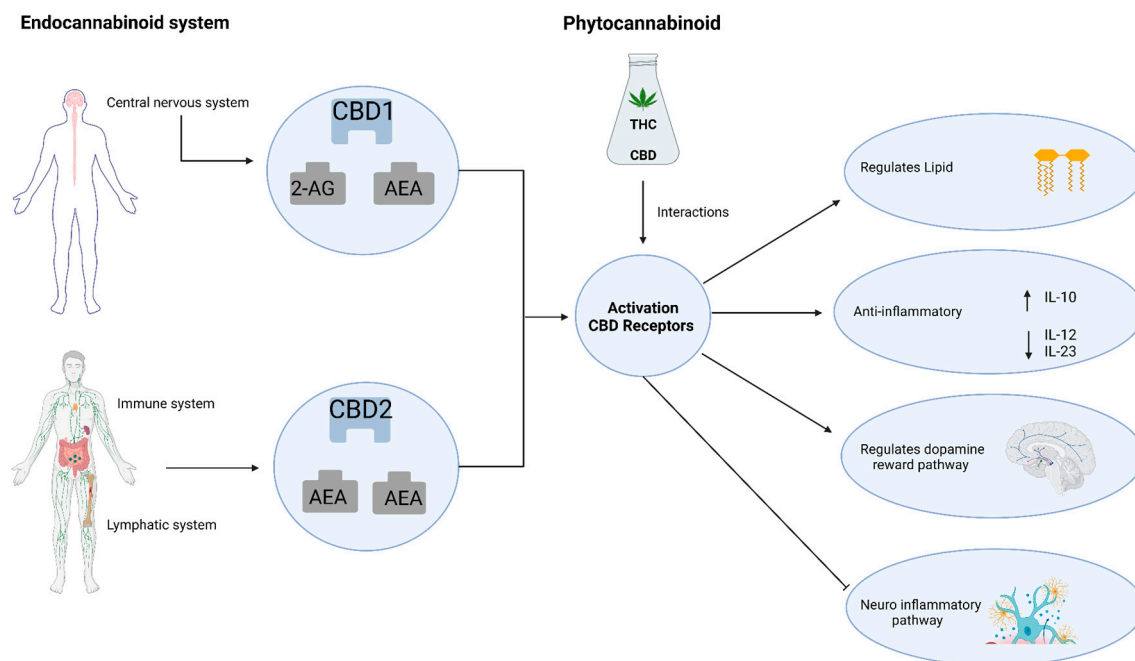 Endocannabinoid system
Central nervous system
CBD1
2-AG
AEA
Immune system
Lymphatic system
CBD2
AEA
AEA
Phytocannabinoid
THC
CBD
Interactions
Activation
CBD Receptors
Regulates Lipid
Anti-inflammatory
IL-10
IL-12
IL-23
Regulates dopamine
reward pathway
Neuro inflammatory
pathway